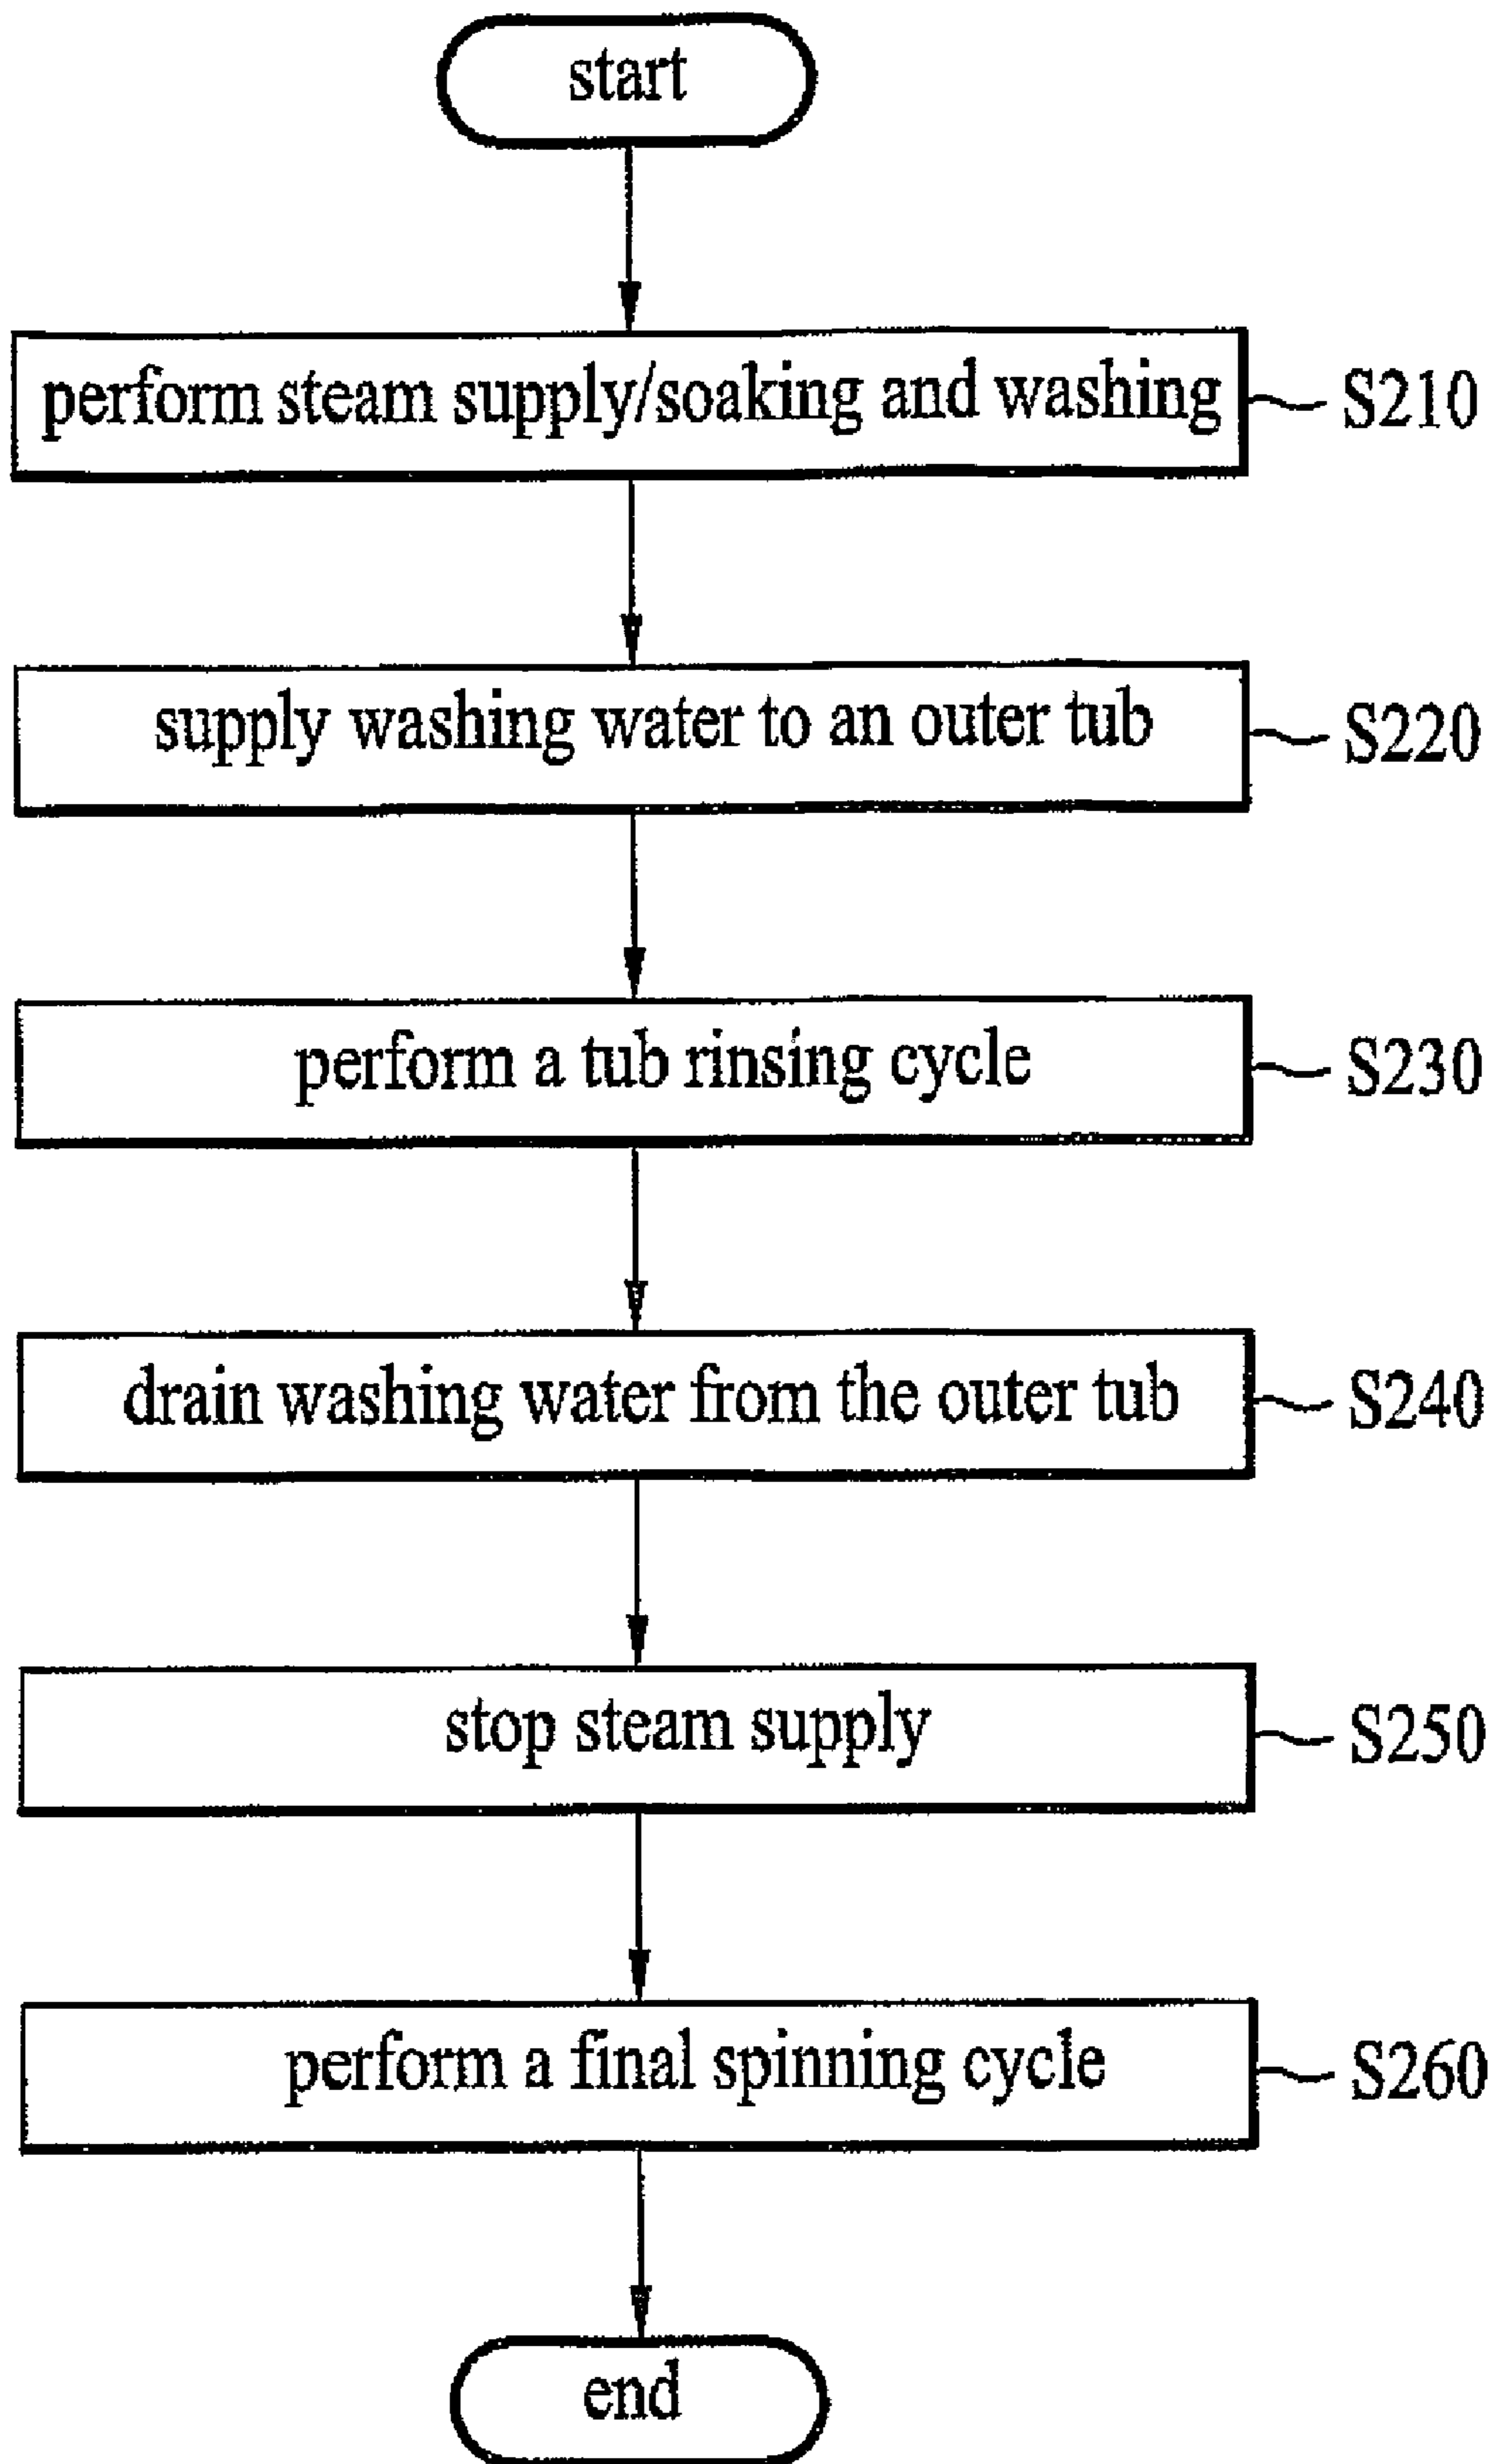 start
perform steam supply/soaking and washing
S210
supply washing water to an outer tub
S220
perform a tub rinsing cycle
S230
drain washing water from the outer tub
S240
stop steam supply
S250
perform a final spinning cycle
S260
end